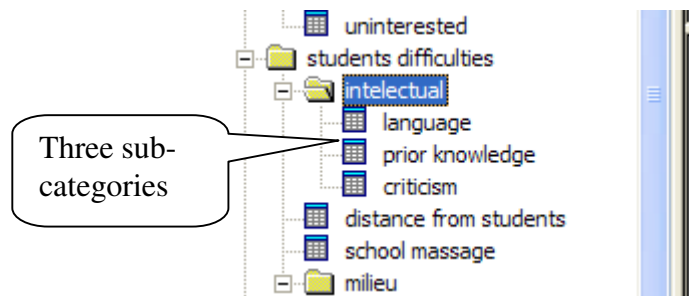 uninterested
students difficulties
intelectual
language
Three sub-
categories
prior knowledge
criticism
distance from students
school massage
milieu